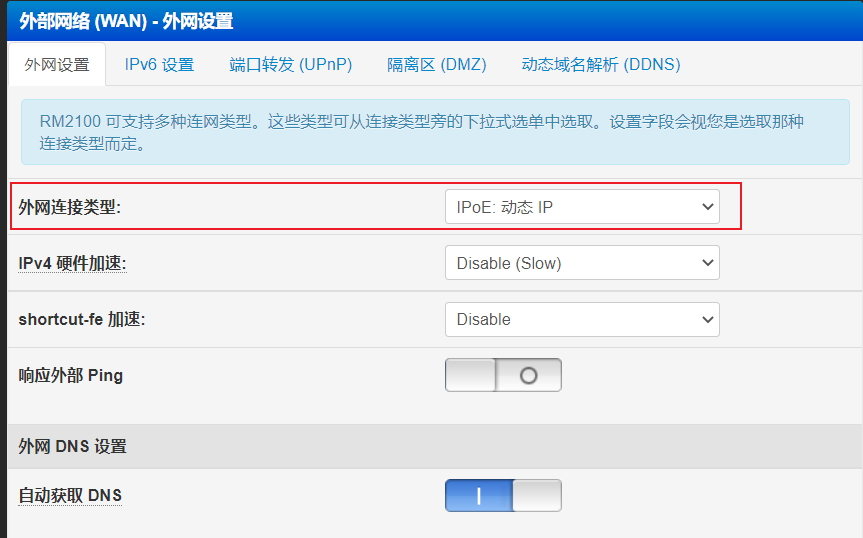 外部网络 (WAN) - 外网设置
外网设置 IPv6 设置 端口转发 (UPnP) 隔离区 (DMZ) 动态域名解析 (DDNS)
RM2100 可支持多种连网类型。这些类型可从连接类型旁的下拉式选单中选取。设置字段会视您是选取那种
连接类型而定。
外网连接类型: IPoE: 动态 IP
IPv4 硬件加速: Disable (Slow)
shortcut-fe 加速: Disable
响应外部 Ping
外网 DNS 设置
自动获取 DNS